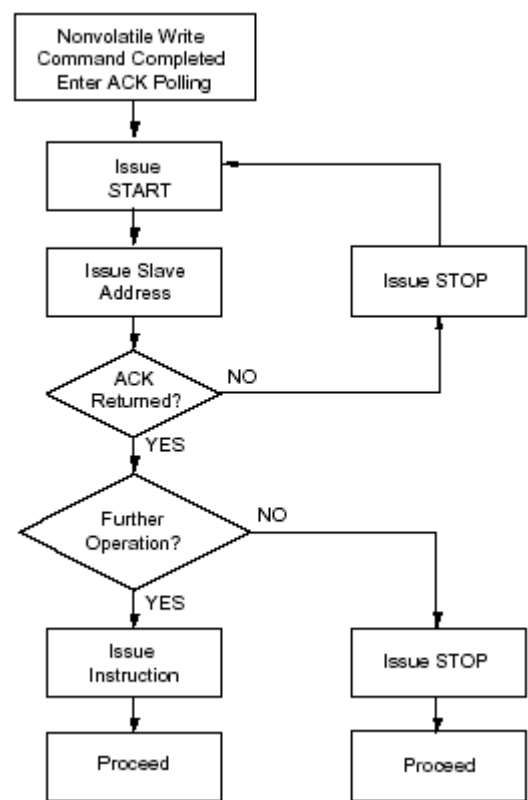 Nonvolatile Write
Command Completed
Enter ACK Polling
Issue
START
Issue Slave
Address
Issue STOP
ACK
Returned?
NO
YES
Further
Operation?
NO
YES
Issue
Instruction
Issue STOP
Proceed
Proceed